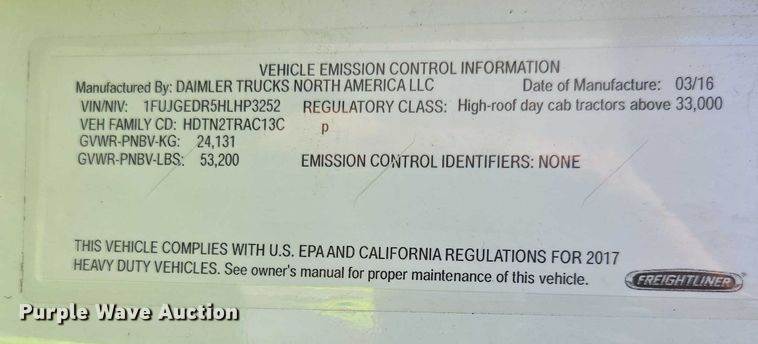 VEHICLE EMISSION CONTROL INFORMATION
Manufactured By: DAIMLER TRUCKS NORTH AMERICA LLC Date of Manufacture: 03/16
VIN/NIV: 1FUJGEDR5HLHP3252 REGULATORY CLASS: High-roof day cab tractors above 33,000
VEH FAMILY CD: HDTN2TRAC13C p
GVWR-PNBV-KG: 24,131
GVWR-PNBV-LBS: 53,200 EMISSION CONTROL IDENTIFIERS: NONE
THIS VEHICLE COMPLIES WITH U.S. EPA AND CALIFORNIA REGULATIONS FOR 2017
HEAVY DUTY VEHICLES. See owner's manual for proper maintenance of this vehicle.
FREIGHTLINER
Purple Wave Auction